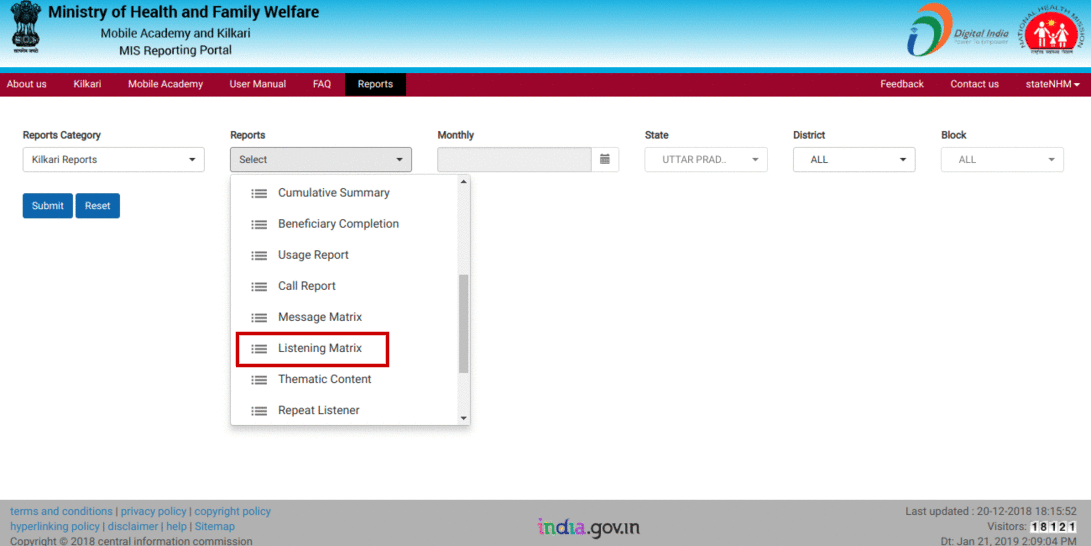 Ministry of Health and Family Welfare
Mobile Academy and Kilkari
MIS Reporting Portal
सत्यमेव जयते
Digital India
Power To Empower
NATIONAL HEALTH MISSION
About us Kilkari Mobile Academy User Manual FAQ Reports Feedback Contact us stateNHM
Reports Category Reports Monthly State District Block
Kilkari Reports Select UTTAR PRAD.. ALL ALL
Submit Reset
Cumulative Summary
Beneficiary Completion
Usage Report
Call Report
Message Matrix
Listening Matrix
Thematic Content
Repeat Listener
terms and conditions | privacy policy | copyright policy
hyperlinking policy | disclaimer | help | Sitemap
Copyright © 2018 central information commission
india.gov.in
Last updated : 20-12-2018 18:15:52
Visitors: 18121
Dt: Jan 21, 2019 2:09:04 PM